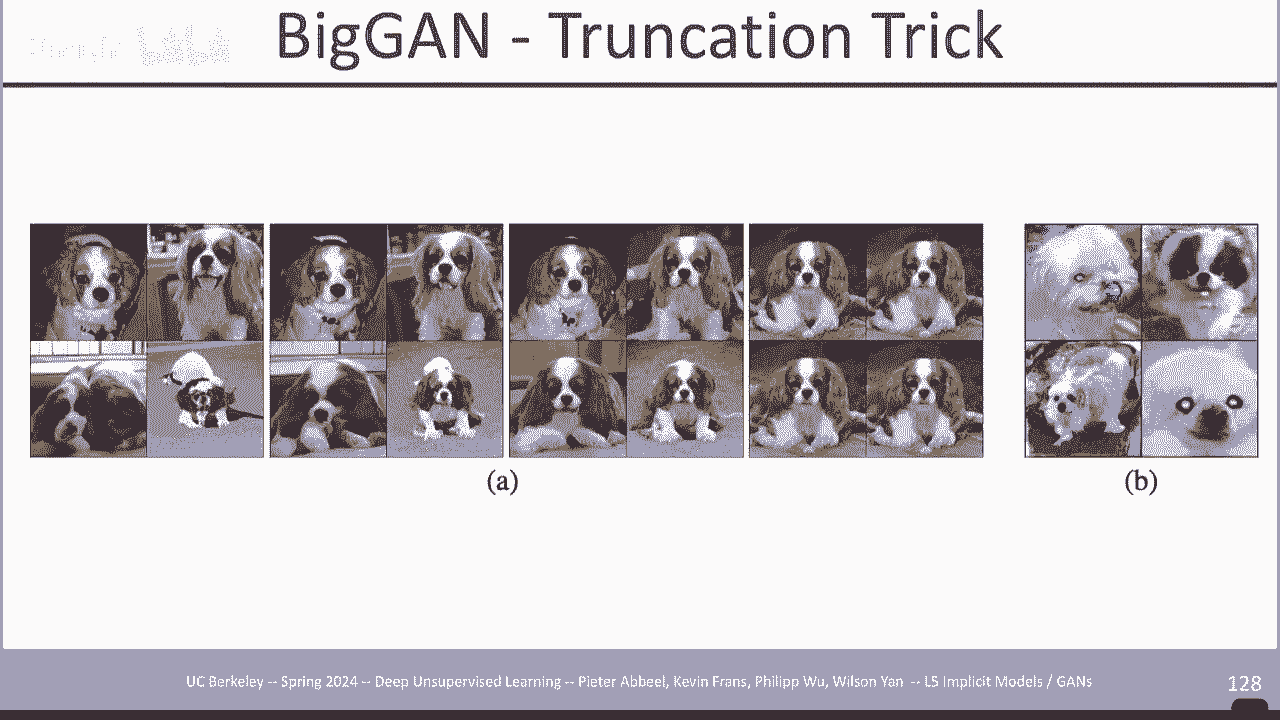 BigGAN - Truncation Trick
(a)
(b)
UC Berkeley -- Spring 2024 -- Deep Unsupervised Learning -- Pieter Abbeel, Kevin Frans, Philipp Wu, Wilson Yan -- L5 Implicit Models / GANs
128